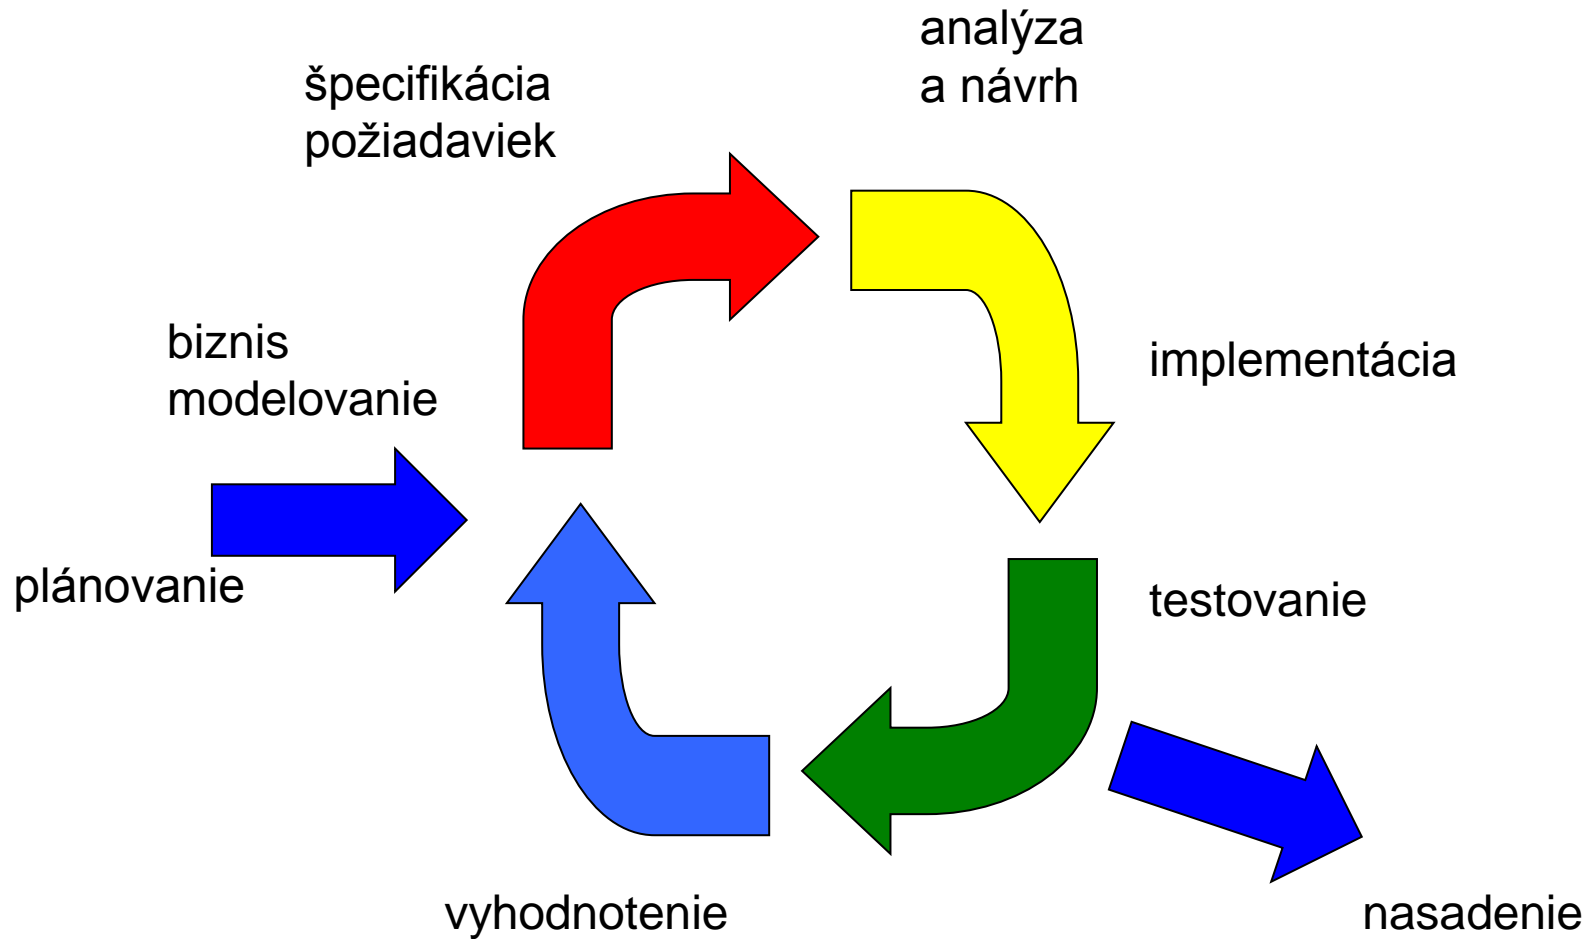 analýza
a návrh
špecifikácia
požiadaviek
biznis
modelovanie
implementácia
plánovanie
testovanie
vyhodnotenie
nasadenie